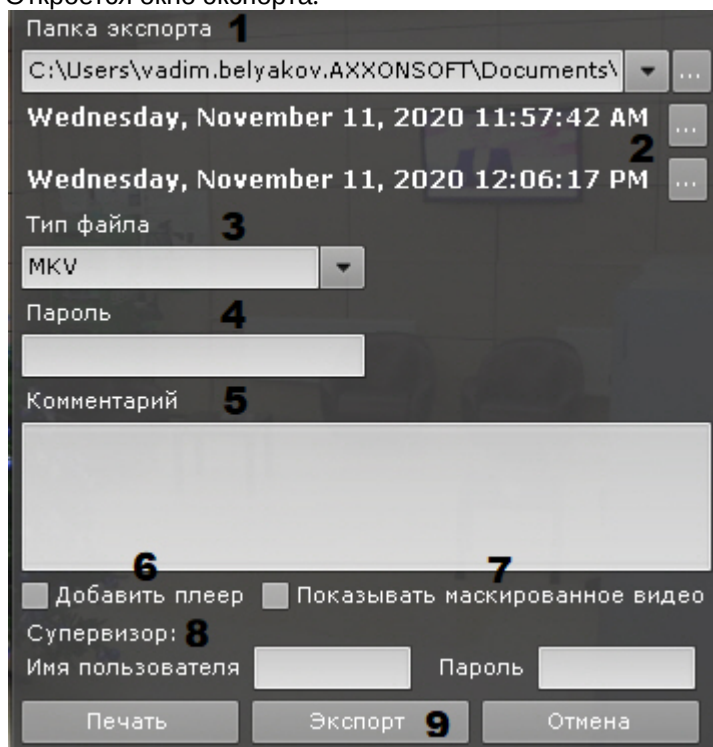 Откроется окно экспорта.
Папка экспорта 1
C:\Users\vadim.belyakov.AXXONSOFT\Documents\ ...
Wednesday, November 11, 2020 11:57:42 AM ...
2
Wednesday, November 11, 2020 12:06:17 PM ...
Тип файла 3
MKV
Пароль 4
Комментарий 5
6 7
Добавить плеер Показывать маскированное видео
Супервизор: 8
Имя пользователя Пароль
Печать Экспорт 9 Отмена